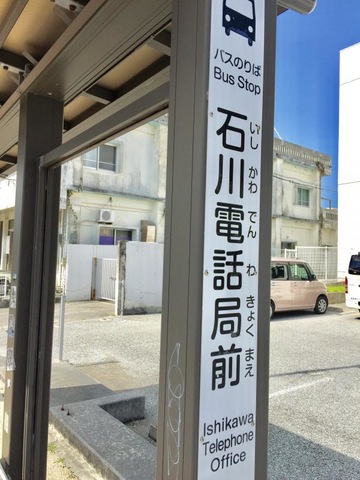 バスのりば
Bus Stop
石川電話局前
いし かわ でん わ きょく まえ
Ishikawa
Telephone
Office